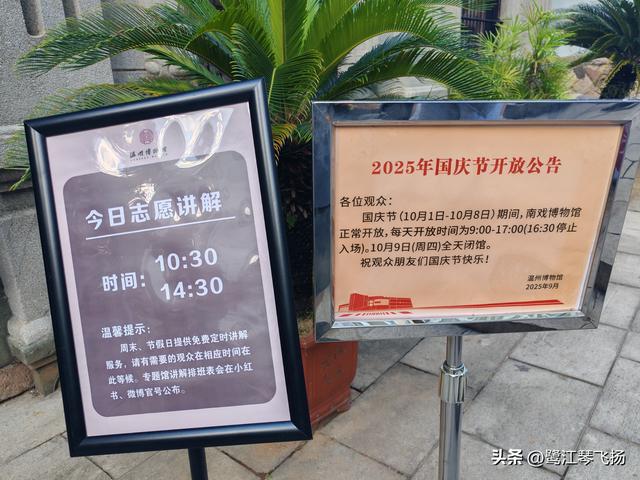 温州博物馆
今日志愿讲解
时间：
10:30
14:30
温馨提示：
周末、节假日提供免费定时讲解
服务，请有需要的观众在相应时间在
此等候。专题馆讲解排班表会在小红
书、微博官号公布。
2025年国庆节开放公告
各位观众：
国庆节（10月1日-10月8日）期间，南戏博物馆
正常开放，每天开放时间为9:00-17:00(16:30停止
入场)。10月9日(周四)全天闭馆。
祝观众朋友们国庆节快乐！
温州博物馆
2025年9月
头条 @鹭江琴飞扬